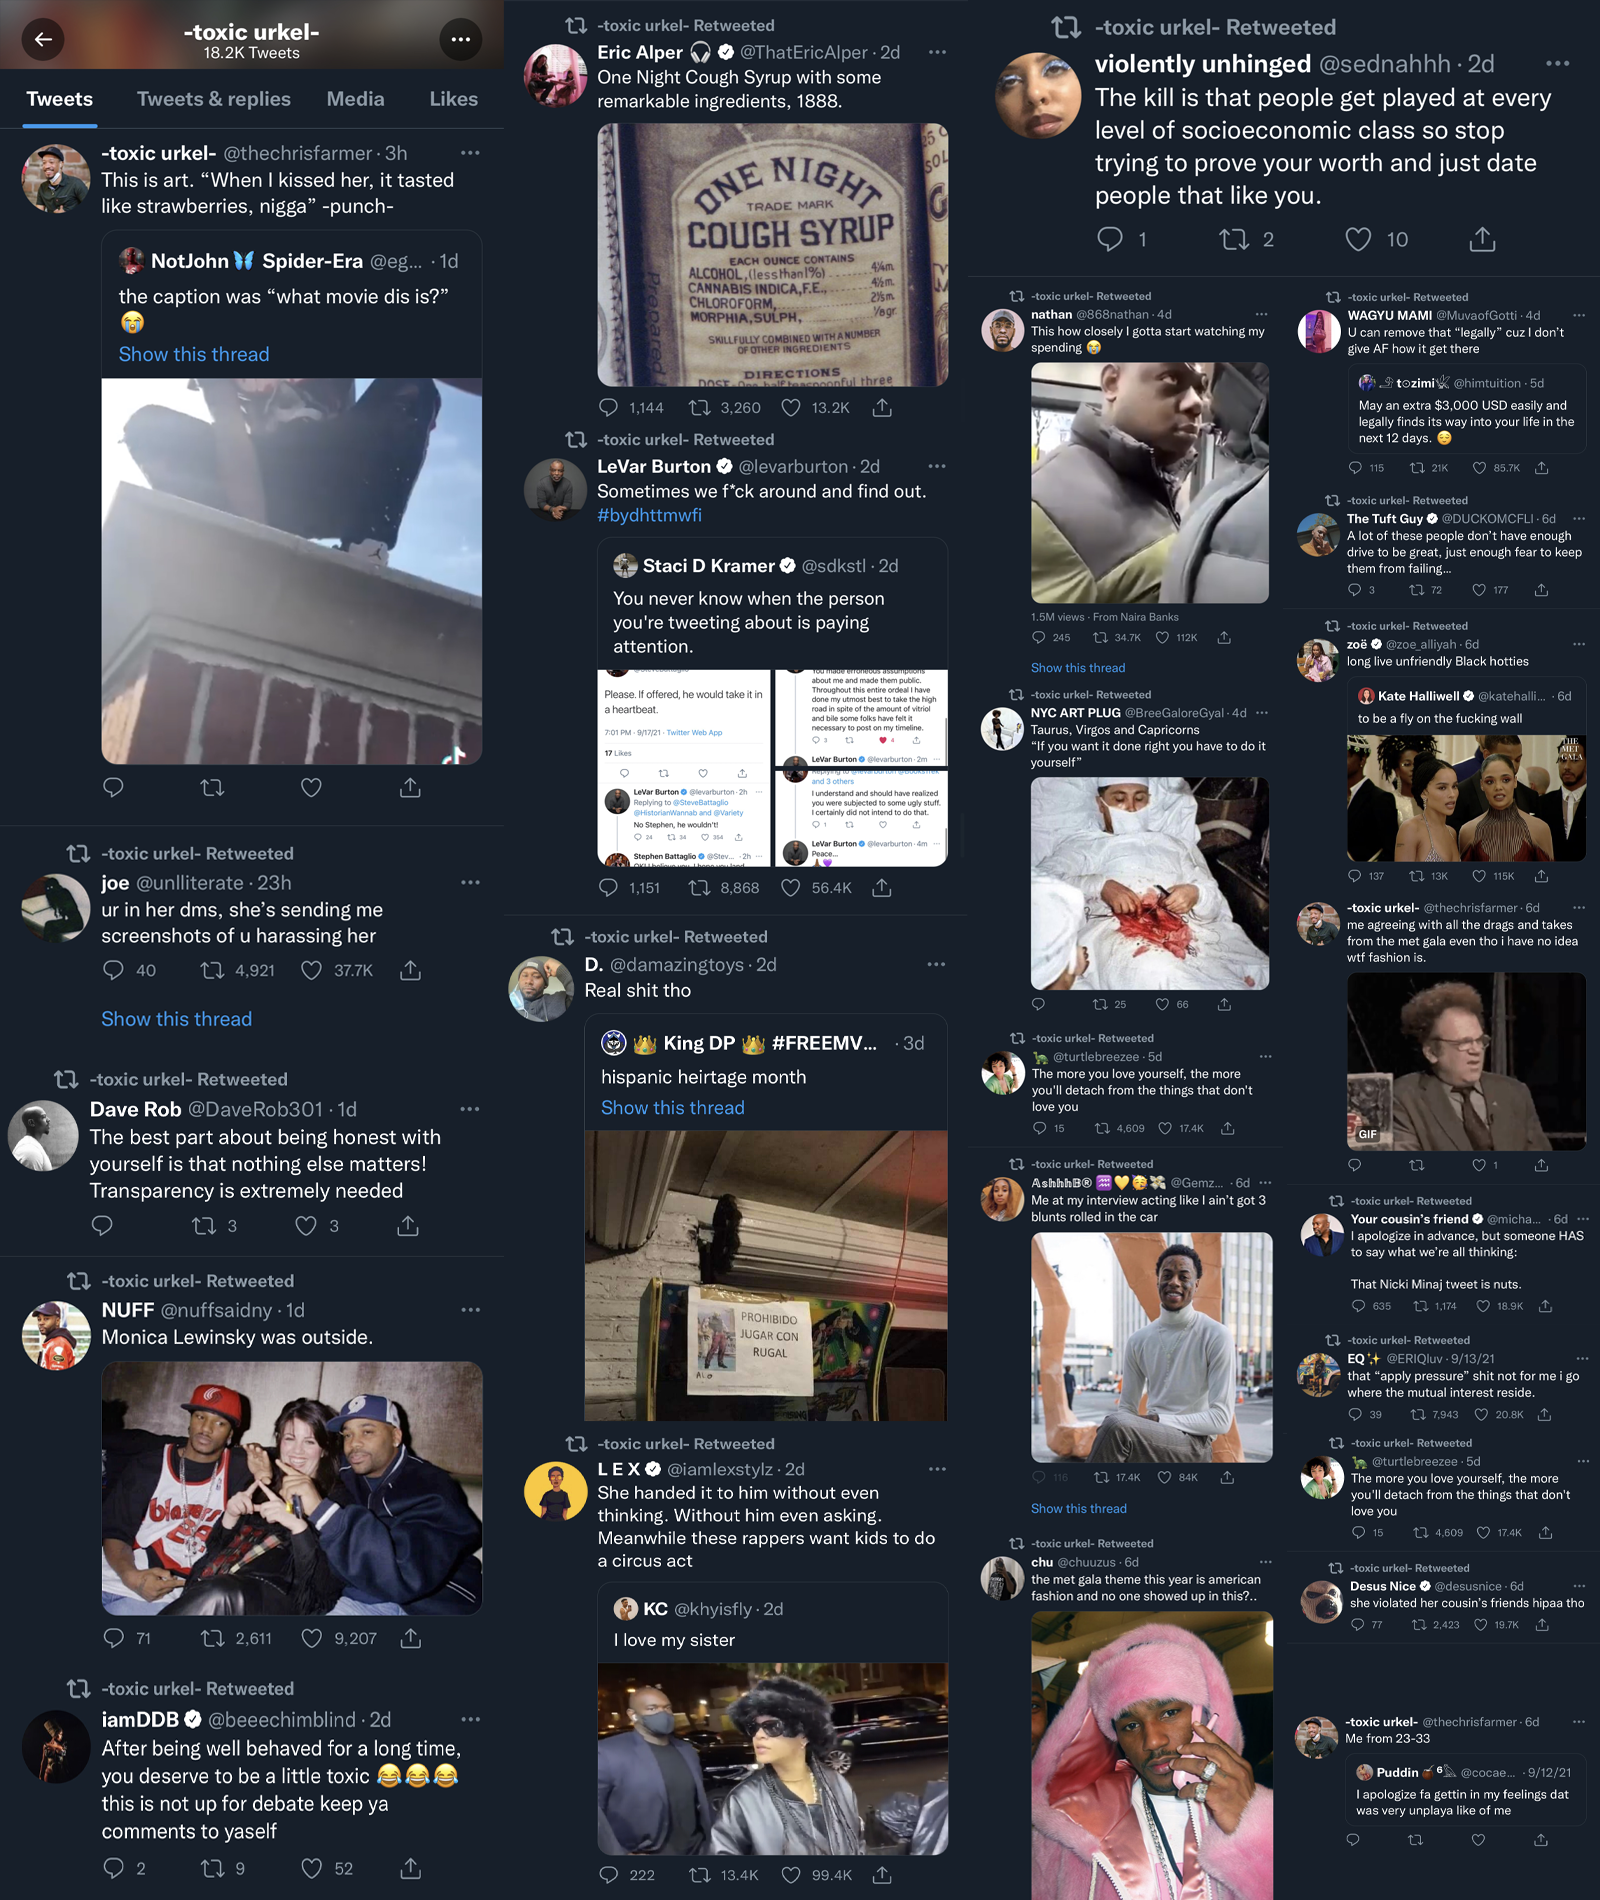 -toxic urkel-
18.2K Tweets
Tweets
Tweets & replies
Media
Likes
-toxic urkel- @thechrisfarmer · 3h
This is art. “When I kissed her, it tasted
like strawberries, nigga” -punch-
NotJohn🦋 Spider-Era @eg... · 1d
the caption was “what movie dis is?”
😭
Show this thread
-toxic urkel- Retweeted
joe @unlliterate · 23h
ur in her dms, she’s sending me
screenshots of u harassing her
40 4,921 37.7K
Show this thread
-toxic urkel- Retweeted
Dave Rob @DaveRob301 · 1d
The best part about being honest with
yourself is that nothing else matters!
Transparency is extremely needed
3 3
-toxic urkel- Retweeted
NUFF @nuffsaidny · 1d
Monica Lewinsky was outside.
blazers
71 2,611 9,207
-toxic urkel- Retweeted
iamDDB @beeechimblind · 2d
After being well behaved for a long time,
you deserve to be a little toxic 😂😂😂
this is not up for debate keep ya
comments to yaself
2 9 52
-toxic urkel- Retweeted
Eric Alper 🎧 @ThatEricAlper · 2d
One Night Cough Syrup with some
remarkable ingredients, 1888.
ONE NIGHT
TRADE MARK
COUGH SYRUP
EACH OUNCE CONTAINS
ALCOHOL, (less than 1%)
CANNABIS INDICA, F.E.,
CHLOROFORM,
MORPHIA, SULPH,
SKILLFULLY COMBINED WITH A NUMBER
OF OTHER INGREDIENTS
DIRECTIONS
DOSE-One half teaspoonful three
1,144 3,260 13.2K
-toxic urkel- Retweeted
LeVar Burton @levarburton · 2d
Sometimes we f*ck around and find out.
#bydhttmwfi
Staci D Kramer @sdkstl · 2d
You never know when the person
you're tweeting about is paying
attention.
Please. If offered, he would take it in
a heartbeat.
7:01 PM · 9/17/21 · Twitter Web App
17 Likes
LeVar Burton @levarburton · 2h
Replying to @SteveBattaglio
@HistorianWannab and @Variety
No Stephen, he wouldn't!
24 34 354
Stephen Battaglio @Stev... · 2h
You made erroneous assumptions
about me and made them public.
Throughout this entire ordeal I have
done my utmost best to take the high
road in spite of the amount of vitriol
and bile some folks have felt it
necessary to post on my timeline.
3 4
LeVar Burton @levarburton · 2m
and 3 others
I understand and should have realized
you were subjected to some ugly stuff.
I certainly did not intend to do that.
1
LeVar Burton @levarburton · 4m
Peace...
1,151 8,868 56.4K
-toxic urkel- Retweeted
D. @damazingtoys · 2d
Real shit tho
👑 King DP 👑 #FREEMV... · 3d
hispanic heirtage month
Show this thread
PROHIBIDO
JUGAR CON
RUGAL
-toxic urkel- Retweeted
L E X @iamlexstylz · 2d
She handed it to him without even
thinking. Without him even asking.
Meanwhile these rappers want kids to do
a circus act
KC @khyisfly · 2d
I love my sister
222 13.4K 99.4K
-toxic urkel- Retweeted
violently unhinged @sednahhh · 2d
The kill is that people get played at every
level of socioeconomic class so stop
trying to prove your worth and just date
people that like you.
1 2 10
-toxic urkel- Retweeted
nathan @868nathan · 4d
This how closely I gotta start watching my
spending 😭
1.5M views · From Naira Banks
245 34.7K 112K
Show this thread
-toxic urkel- Retweeted
NYC ART PLUG @BreeGaloreGyal · 4d
Taurus, Virgos and Capricorns
“If you want it done right you have to do it
yourself”
25 66
-toxic urkel- Retweeted
🦕 @turtlebreezee · 5d
The more you love yourself, the more
you'll detach from the things that don't
love you
15 4,609 17.4K
-toxic urkel- Retweeted
AshhhB® ♒💛🥳💸 @Gemz... · 6d
Me at my interview acting like I ain’t got 3
blunts rolled in the car
116 17.4K 84K
Show this thread
-toxic urkel- Retweeted
chu @chuuzus · 6d
the met gala theme this year is american
fashion and no one showed up in this?..
-toxic urkel- Retweeted
WAGYU MAMI @MuvaofGotti · 4d
U can remove that “legally” cuz I don’t
give AF how it get there
t⊙zimi @himtuition · 5d
May an extra $3,000 USD easily and
legally finds its way into your life in the
next 12 days. 😌
115 21K 85.7K
-toxic urkel- Retweeted
The Tuft Guy @DUCKOMCFLI · 6d
A lot of these people don’t have enough
drive to be great, just enough fear to keep
them from failing...
3 72 177
-toxic urkel- Retweeted
zoë @zoe_alliyah · 6d
long live unfriendly Black hotties
Kate Halliwell @katehalli... · 6d
to be a fly on the fucking wall
THE
MET
GALA
137 13K 115K
-toxic urkel- @thechrisfarmer · 6d
me agreeing with all the drags and takes
from the met gala even tho i have no idea
wtf fashion is.
GIF
1
-toxic urkel- Retweeted
Your cousin’s friend @micha... · 6d
I apologize in advance, but someone HAS
to say what we’re all thinking:
That Nicki Minaj tweet is nuts.
635 1,174 18.9K
-toxic urkel- Retweeted
EQ✨ @ERIQluv · 9/13/21
that “apply pressure” shit not for me i go
where the mutual interest reside.
39 7,943 20.8K
-toxic urkel- Retweeted
🦕 @turtlebreezee · 5d
The more you love yourself, the more
you'll detach from the things that don't
love you
15 4,609 17.4K
-toxic urkel- Retweeted
Desus Nice @desusnice · 6d
she violated her cousin’s friends hipaa tho
77 2,423 19.7K
-toxic urkel- @thechrisfarmer · 6d
Me from 23-33
Puddin @cocae... · 9/12/21
I apologize fa gettin in my feelings dat
was very unplaya like of me